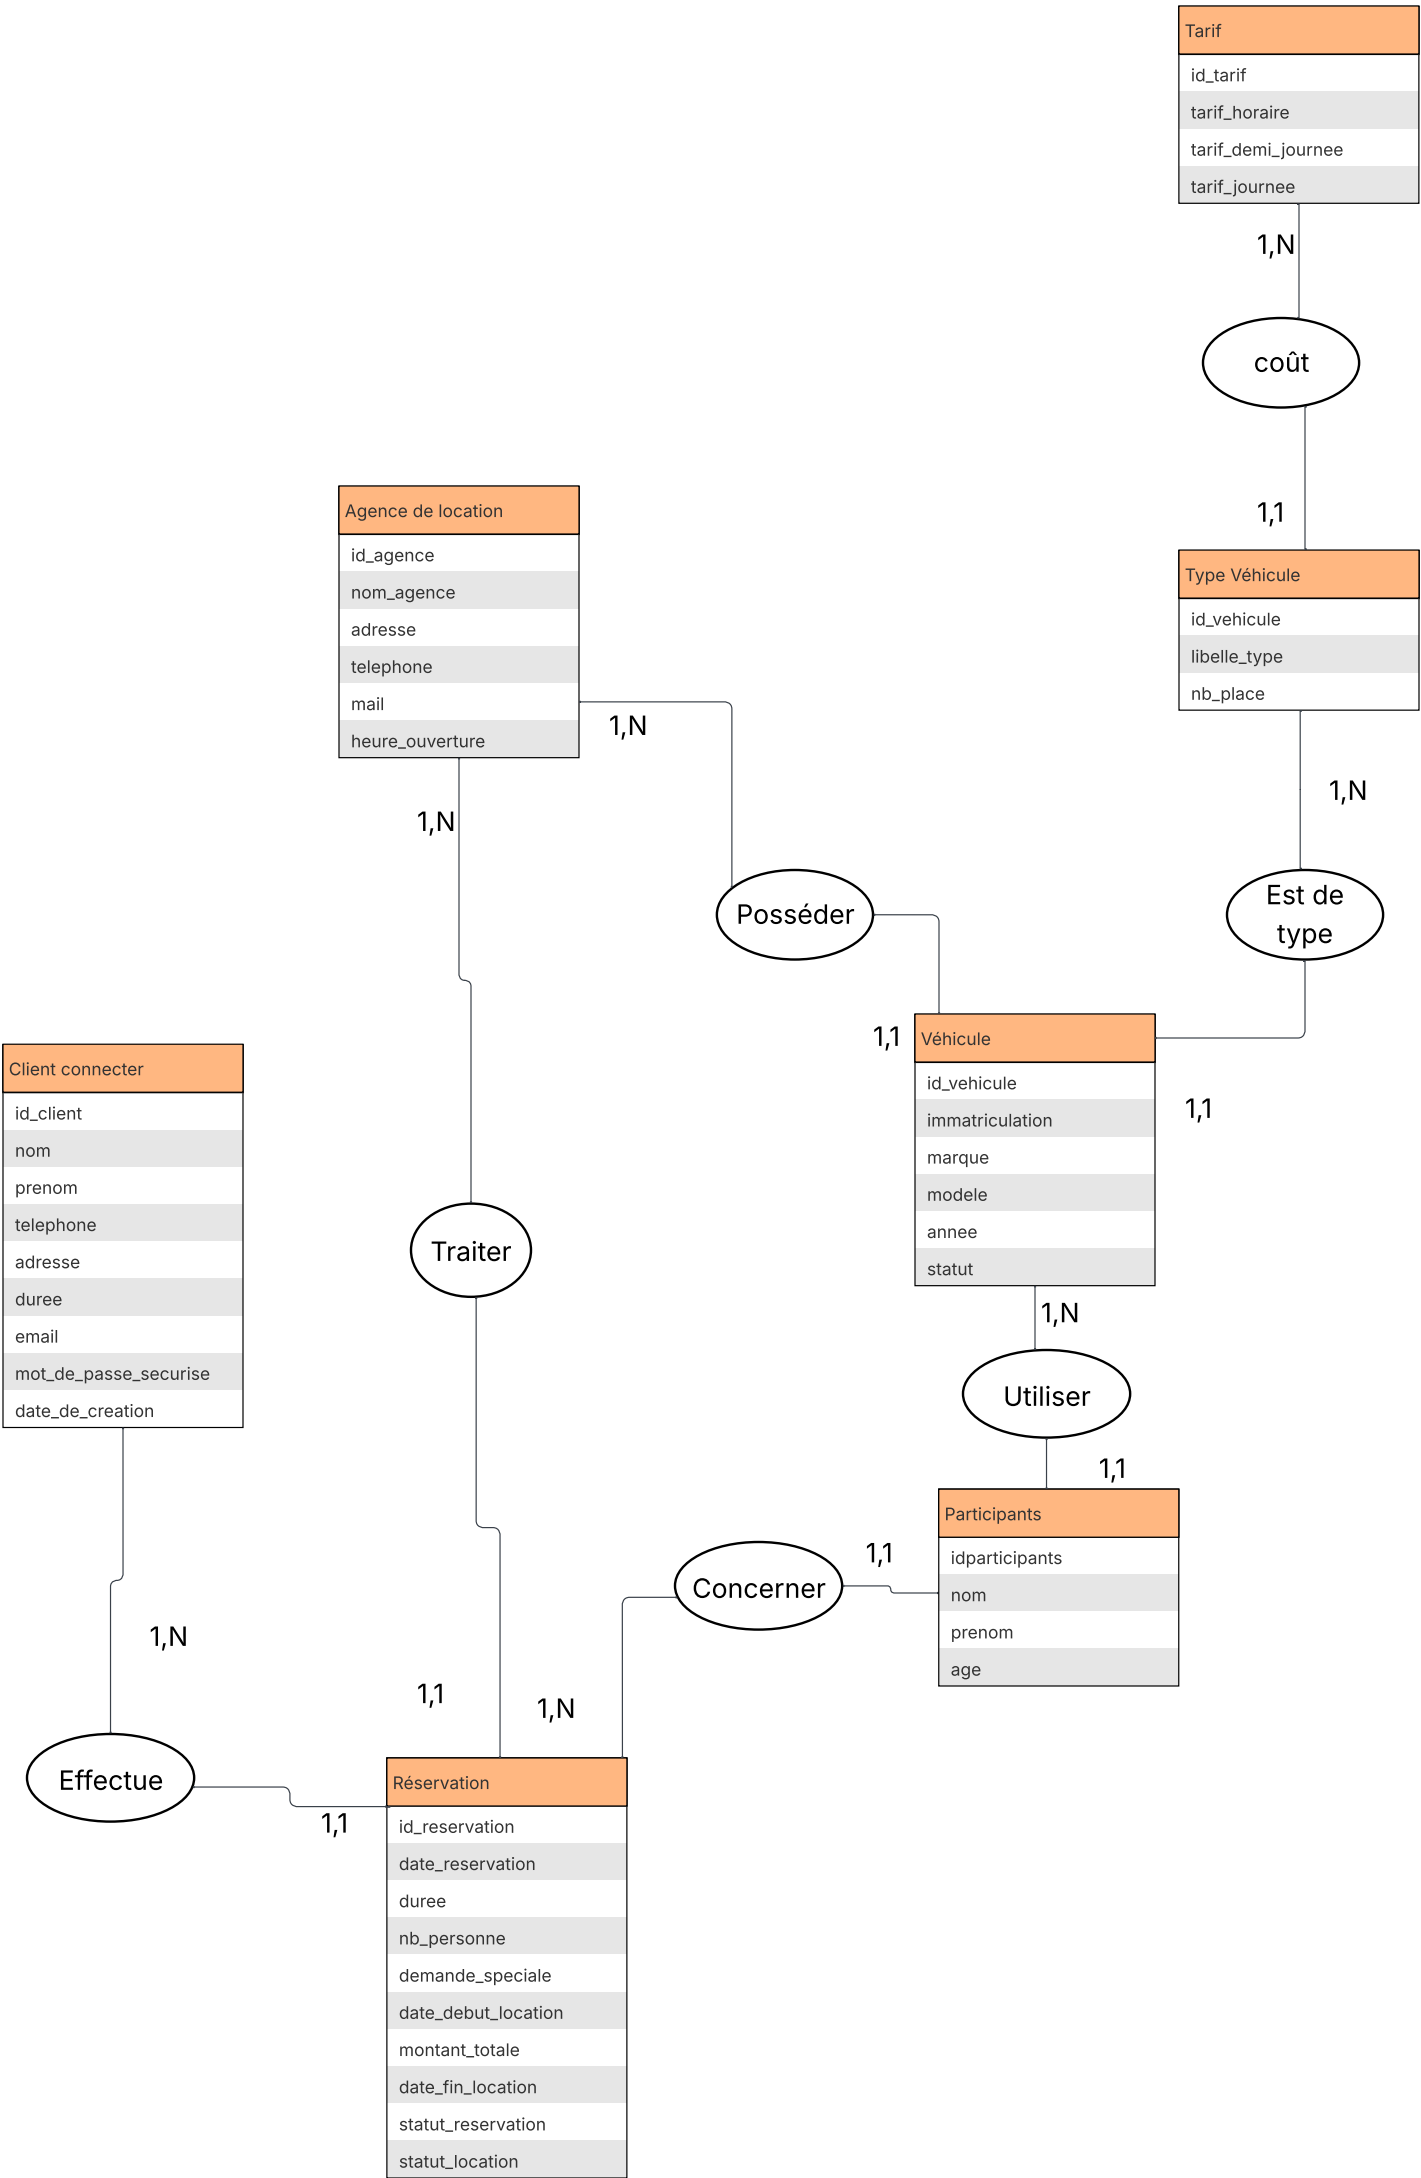 Tarif
id_tarif
tarif_horaire
tarif_demi_journee
tarif_journee
1,N
coût
1,1
Type Véhicule
id_vehicule
libelle_type
nb_place
1,N
Est de
type
1,1
Agence de location
id_agence
nom_agence
adresse
telephone
mail
heure_ouverture
1,N
1,N
Posséder
1,1
Véhicule
id_vehicule
immatriculation
marque
modele
annee
statut
1,N
Utiliser
1,1
Participants
idparticipants
nom
prenom
age
1,1
Concerner
1,N
Traiter
1,1
Client connecter
id_client
nom
prenom
telephone
adresse
duree
email
mot_de_passe_securise
date_de_creation
1,N
Effectue
1,1
Réservation
id_reservation
date_reservation
duree
nb_personne
demande_speciale
date_debut_location
montant_totale
date_fin_location
statut_reservation
statut_location